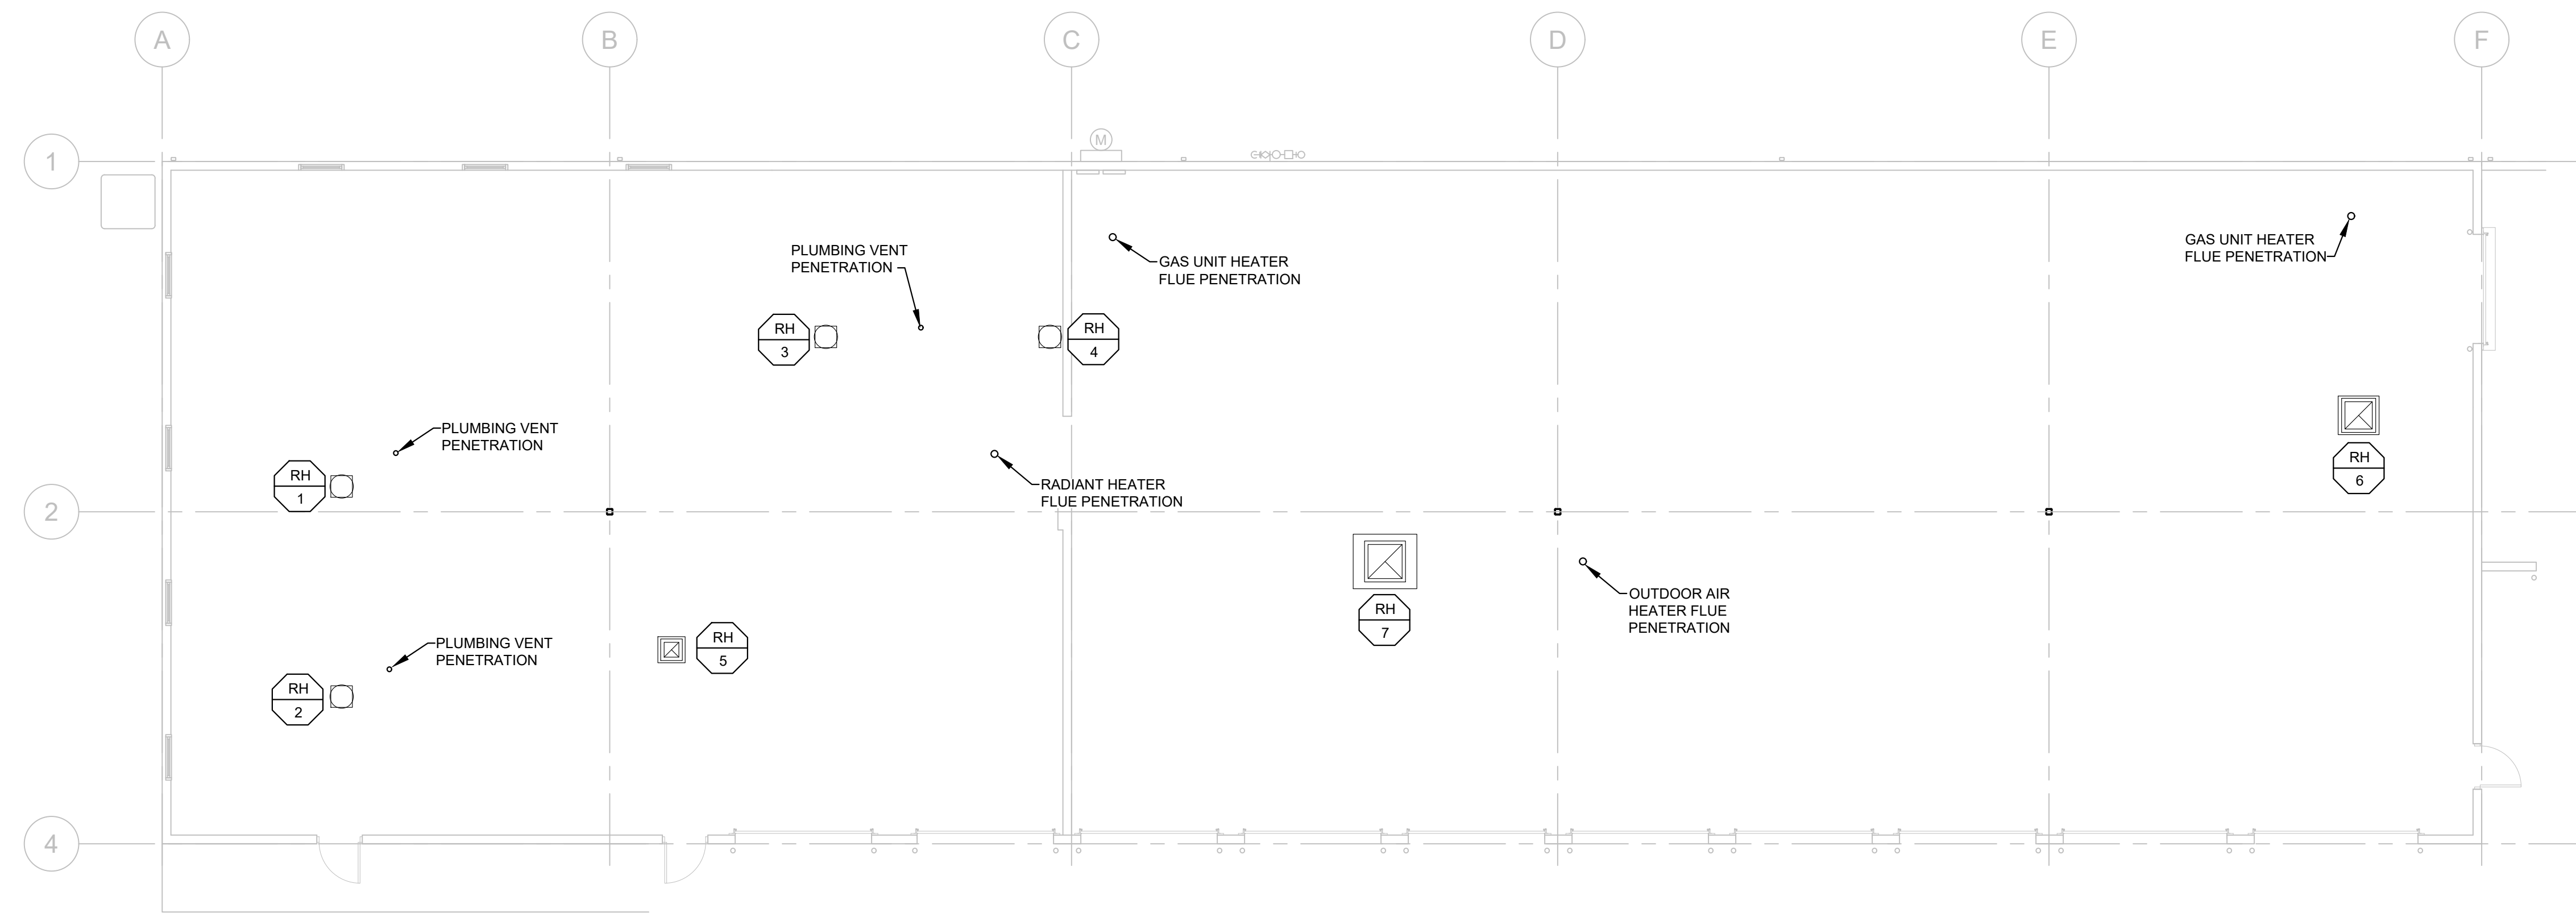 A
B
C
D
E
F
1
M
PLUMBING VENT
PENETRATION
GAS UNIT HEATER
FLUE PENETRATION
GAS UNIT HEATER
FLUE PENETRATION
RH
3
RH
4
PLUMBING VENT
PENETRATION
RH
1
RADIANT HEATER
FLUE PENETRATION
RH
6
2
OUTDOOR AIR
HEATER FLUE
PENETRATION
RH
7
PLUMBING VENT
PENETRATION
RH
5
RH
2
4